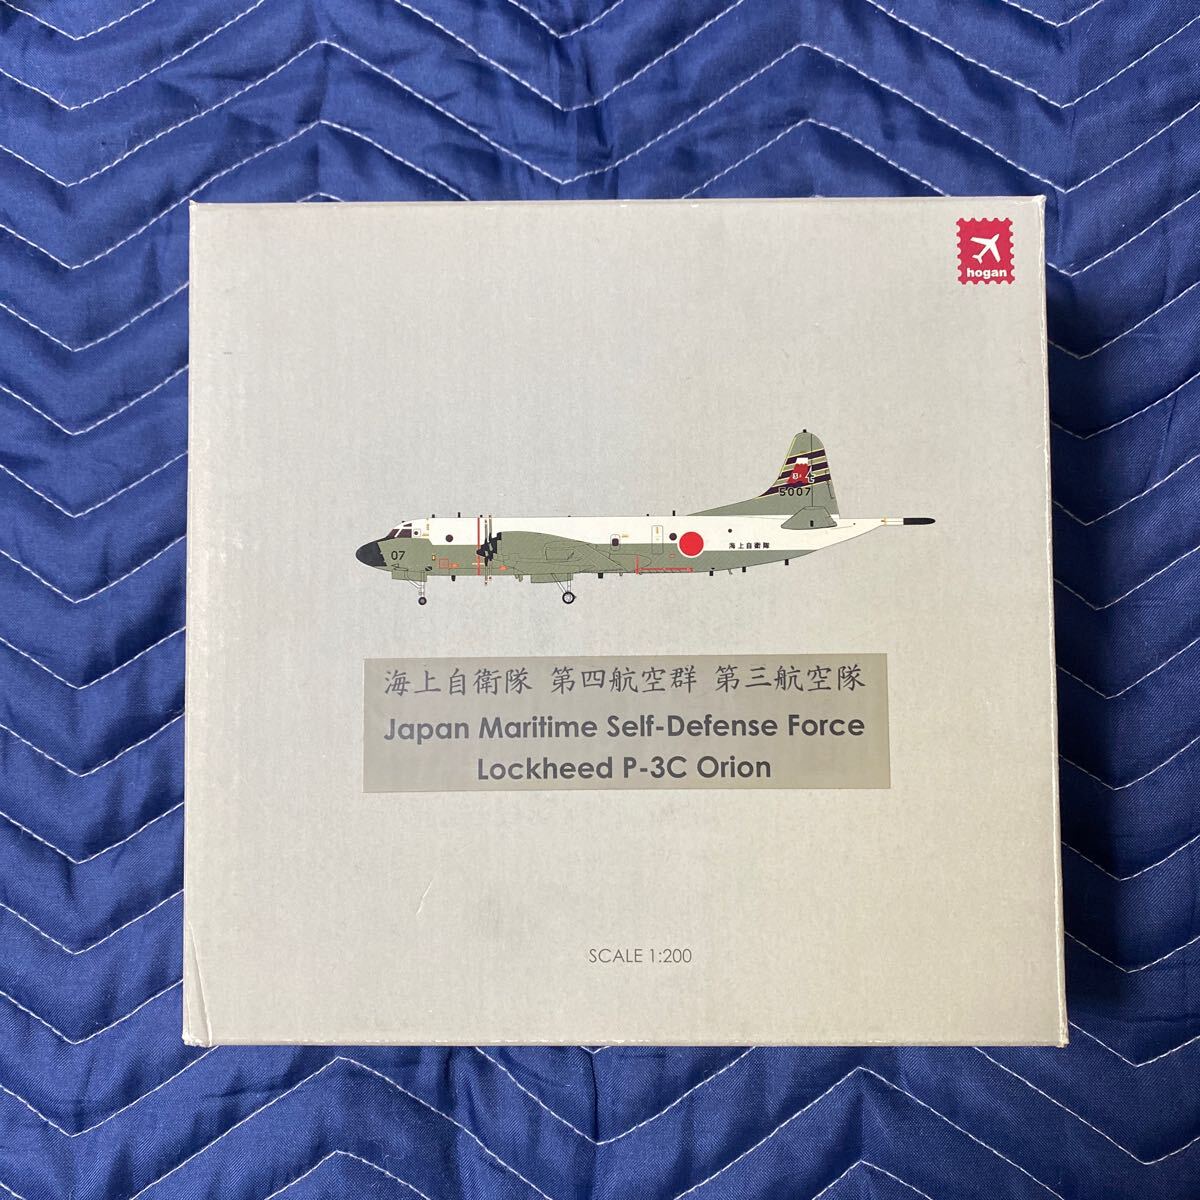 hogan
5007
07
海上自衛隊
海上自衛隊 第四航空群 第三航空隊
Japan Maritime Self-Defense Force
Lockheed P-3C Orion
SCALE 1:200